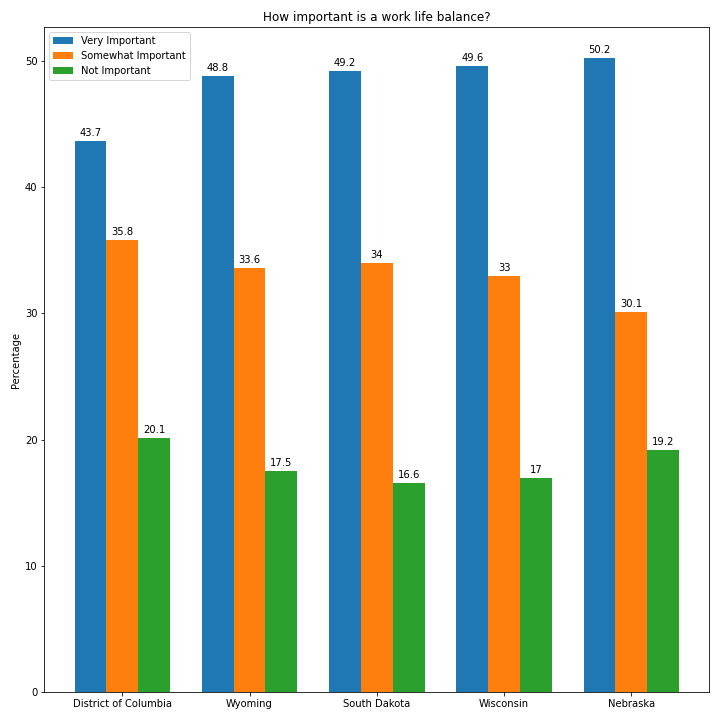 How important is a work life balance?
Very Important
Somewhat Important
Not Important
Percentage
50
40
30
20
10
0
43.7
35.8
20.1
48.8
33.6
17.5
49.2
34
16.6
49.6
33
17
50.2
30.1
19.2
District of Columbia
Wyoming
South Dakota
Wisconsin
Nebraska